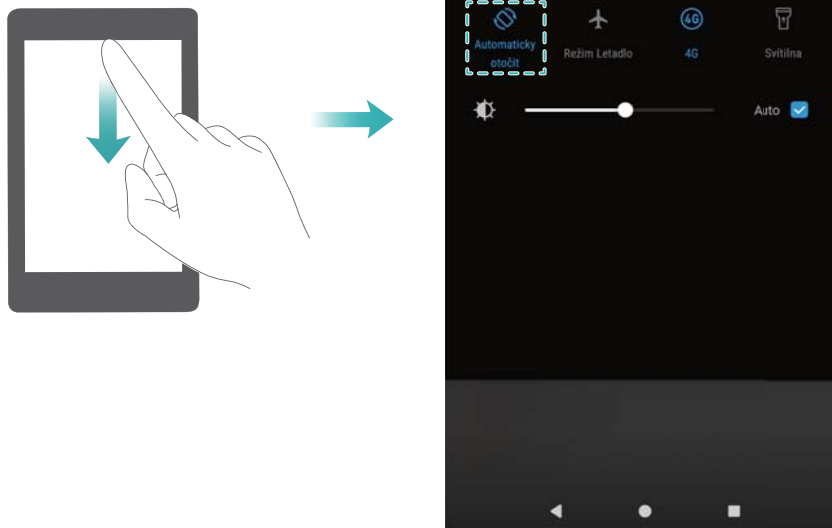 4G
Automaticky
otočit
Režim Letadlo
4G
Svítilna
Auto